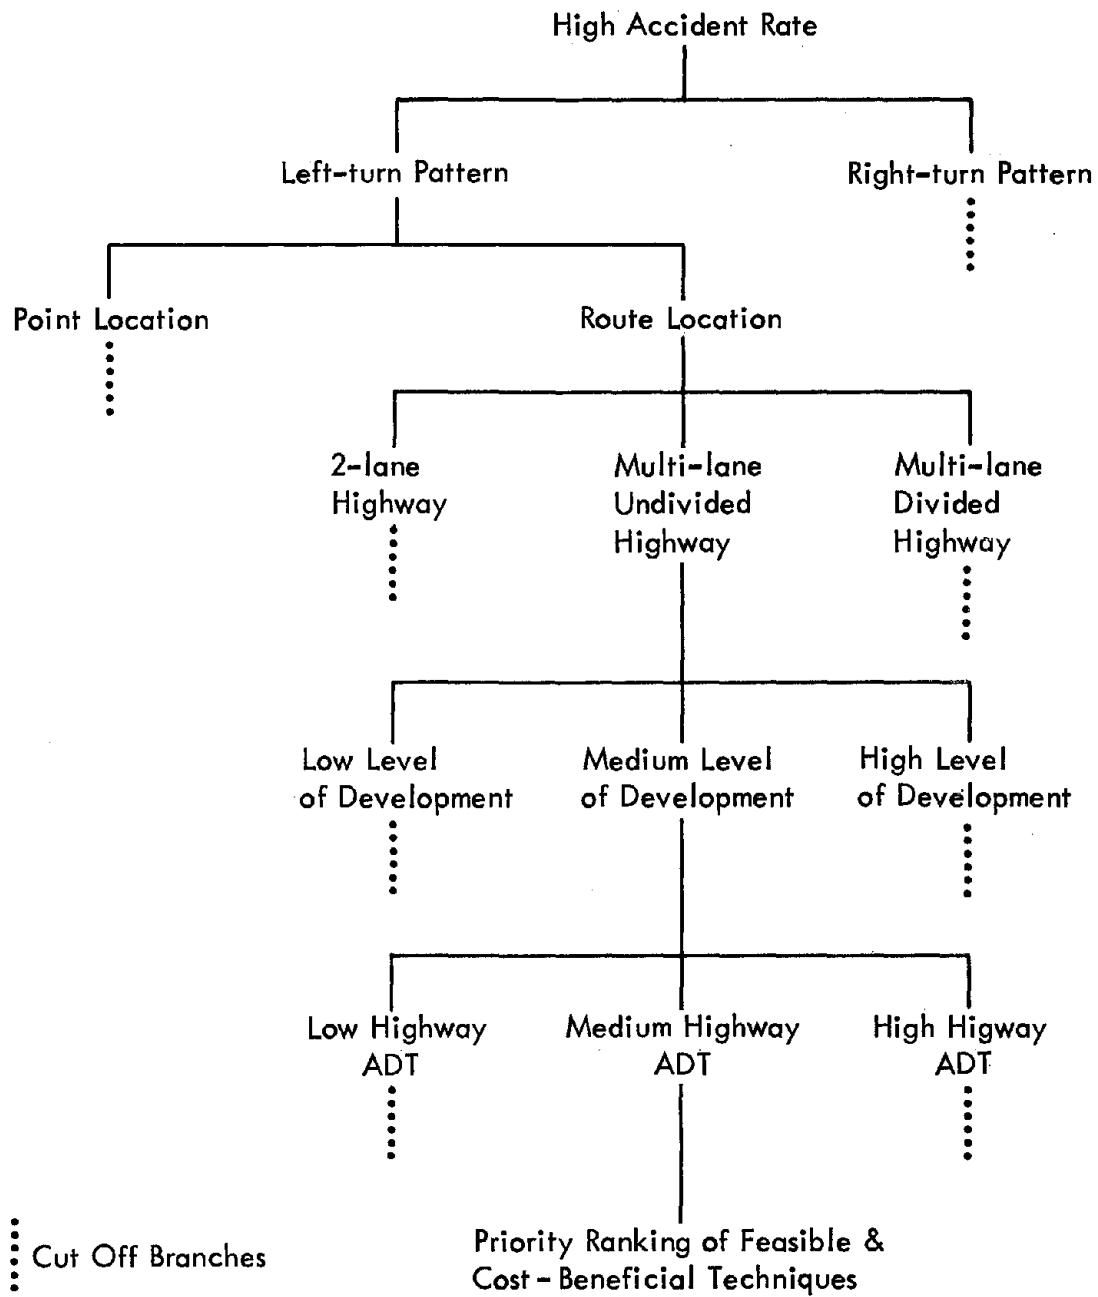 High Accident Rate
Left-turn Pattern
Right-turn Pattern
Point Location
Route Location
2-lane
Highway
Multi-lane
Undivided
Highway
Multi-lane
Divided
Highway
Low Level
of Development
Medium Level
of Development
High Level
of Development
Low Highway
ADT
Medium Highway
ADT
High Higway
ADT
Cut Off Branches
Priority Ranking of Feasible &
Cost-Beneficial Techniques